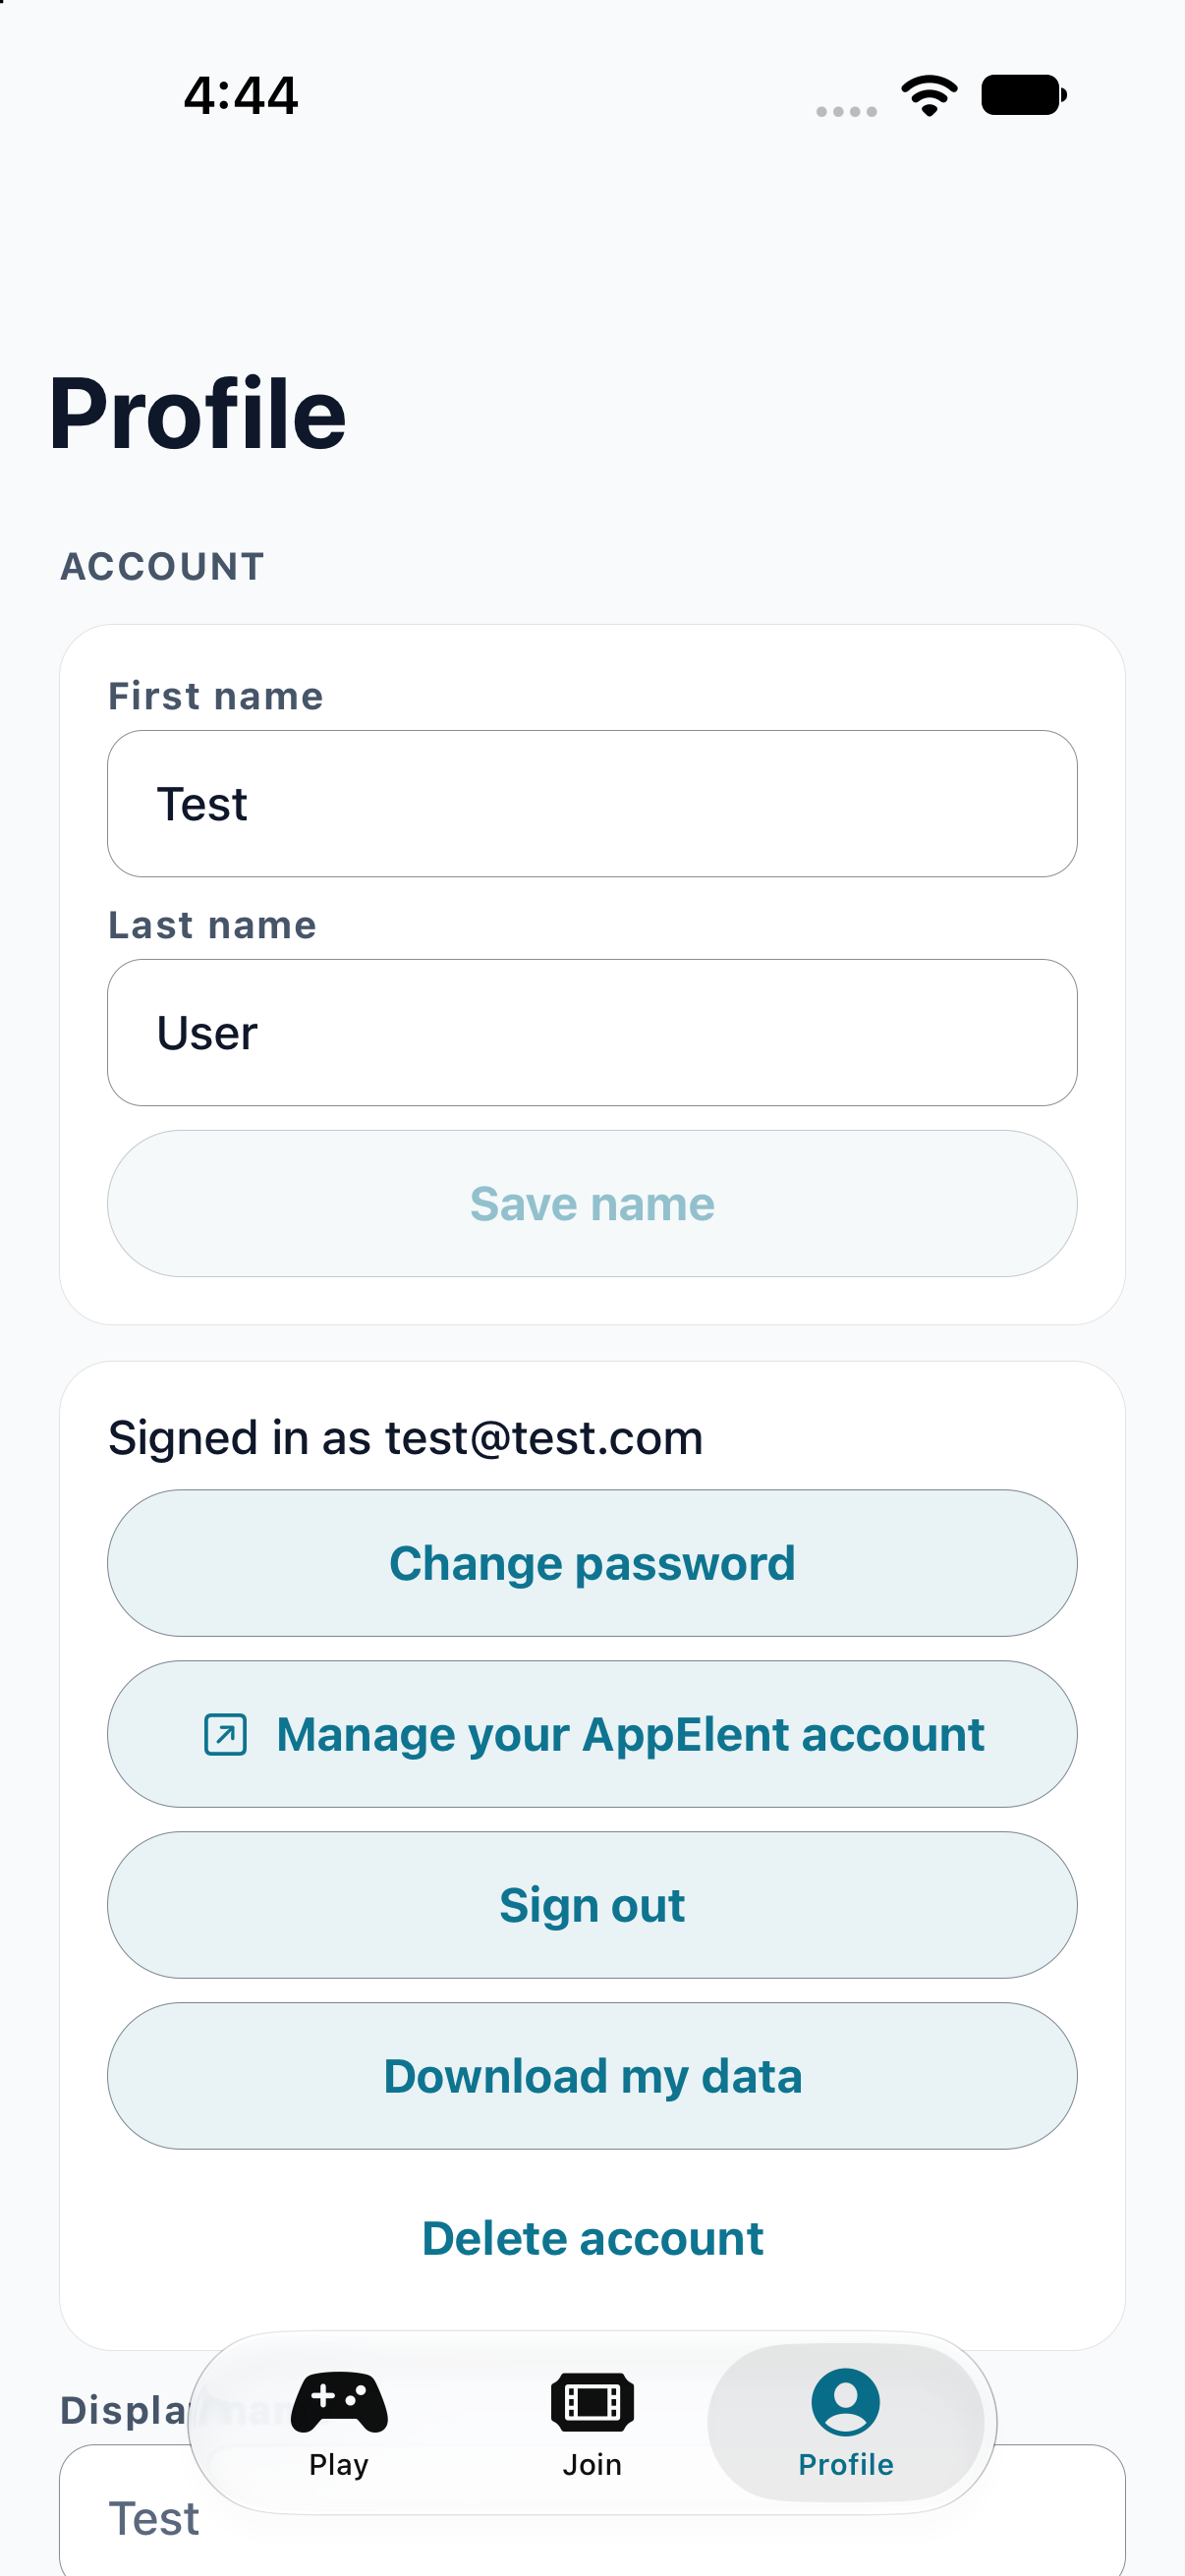 4:44
Profile
ACCOUNT
First name
Test
Last name
User
Save name
Signed in as test@test.com
Change password
Manage your AppElent account
Sign out
Download my data
Delete account
Display
Test
Play
Join
Profile